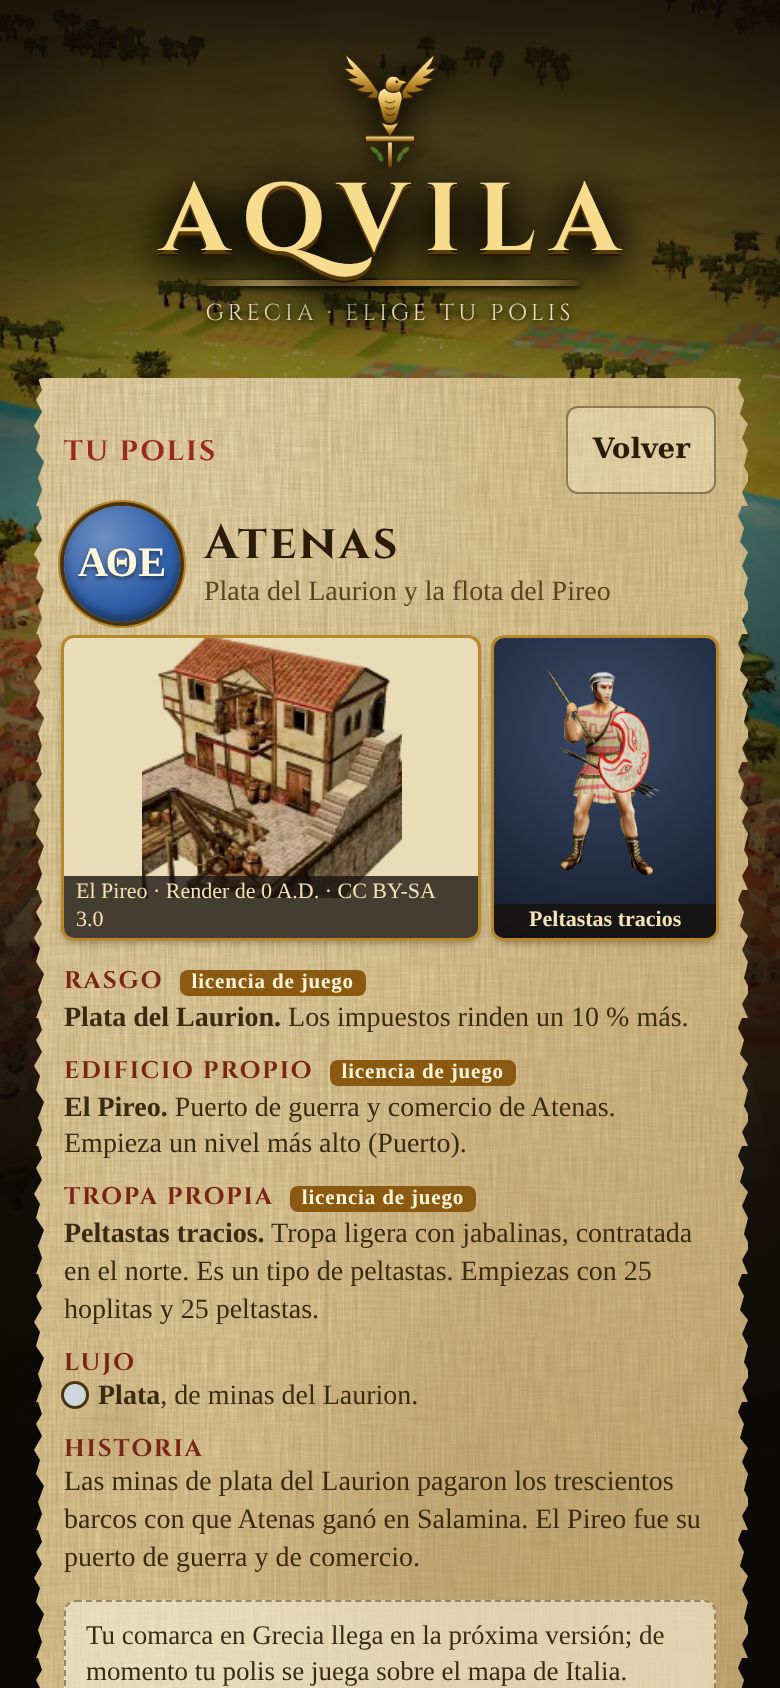 AQVILA
GRECIA · ELIGE TU POLIS
TU POLIS
Volver
ΑΘΕ
ATENAS
Plata del Laurion y la flota del Pireo
El Pireo · Render de 0 A.D. · CC BY-SA
3.0
Peltastas tracios
RASGO licencia de juego
Plata del Laurion. Los impuestos rinden un 10 % más.
EDIFICIO PROPIO licencia de juego
El Pireo. Puerto de guerra y comercio de Atenas.
Empieza un nivel más alto (Puerto).
TROPA PROPIA licencia de juego
Peltastas tracios. Tropa ligera con jabalinas, contratada
en el norte. Es un tipo de peltastas. Empiezas con 25
hoplitas y 25 peltastas.
LUJO
Plata, de minas del Laurion.
HISTORIA
Las minas de plata del Laurion pagaron los trescientos
barcos con que Atenas ganó en Salamina. El Pireo fue su
puerto de guerra y de comercio.
Tu comarca en Grecia llega en la próxima versión; de
momento tu polis se juega sobre el mapa de Italia.